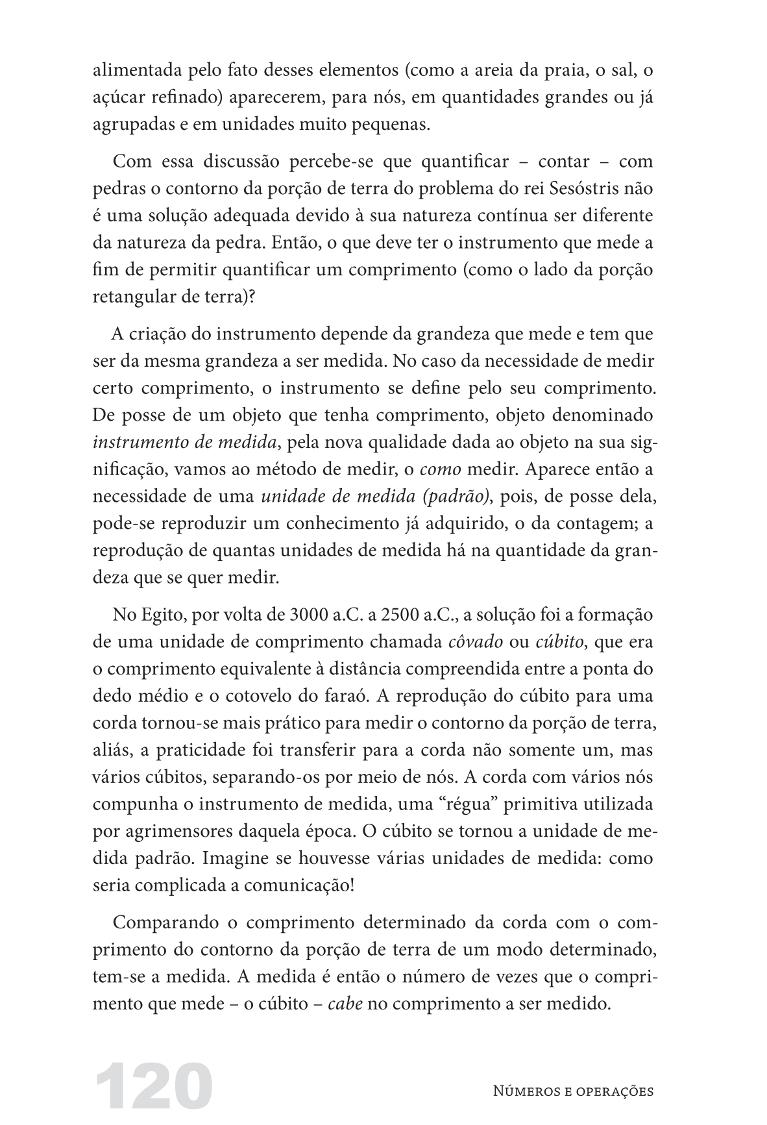 alimentada pelo fato desses elementos (como a areia da praia, o sal, o
açúcar refinado) aparecerem, para nós, em quantidades grandes ou já
agrupadas e em unidades muito pequenas.
Com essa discussão percebe-se que quantificar – contar – com
pedras o contorno da porção de terra do problema do rei Sesóstris não
é uma solução adequada devido à sua natureza contínua ser diferente
da natureza da pedra. Então, o que deve ter o instrumento que mede a
fim de permitir quantificar um comprimento (como o lado da porção
retangular de terra)?
A criação do instrumento depende da grandeza que mede e tem que
ser da mesma grandeza a ser medida. No caso da necessidade de medir
certo comprimento, o instrumento se define pelo seu comprimento.
De posse de um objeto que tenha comprimento, objeto denominado
instrumento de medida, pela nova qualidade dada ao objeto na sua sig-
nificação, vamos ao método de medir, o como medir. Aparece então a
necessidade de uma unidade de medida (padrão), pois, de posse dela,
pode-se reproduzir um conhecimento já adquirido, o da contagem; a
reprodução de quantas unidades de medida há na quantidade da gran-
deza que se quer medir.
No Egito, por volta de 3000 a.C. a 2500 a.C., a solução foi a formação
de uma unidade de comprimento chamada côvado ou cúbito, que era
o comprimento equivalente à distância compreendida entre a ponta do
dedo médio e o cotovelo do faraó. A reprodução do cúbito para uma
corda tornou-se mais prático para medir o contorno da porção de terra,
aliás, a praticidade foi transferir para a corda não somente um, mas
vários cúbitos, separando-os por meio de nós. A corda com vários nós
compunha o instrumento de medida, uma “régua” primitiva utilizada
por agrimensores daquela época. O cúbito se tornou a unidade de me-
dida padrão. Imagine se houvesse várias unidades de medida: como
seria complicada a comunicação!
Comparando o comprimento determinado da corda com o com-
primento do contorno da porção de terra de um modo determinado,
tem-se a medida. A medida é então o número de vezes que o compri-
mento que mede – o cúbito – cabe no comprimento a ser medido.
120
Números e operações